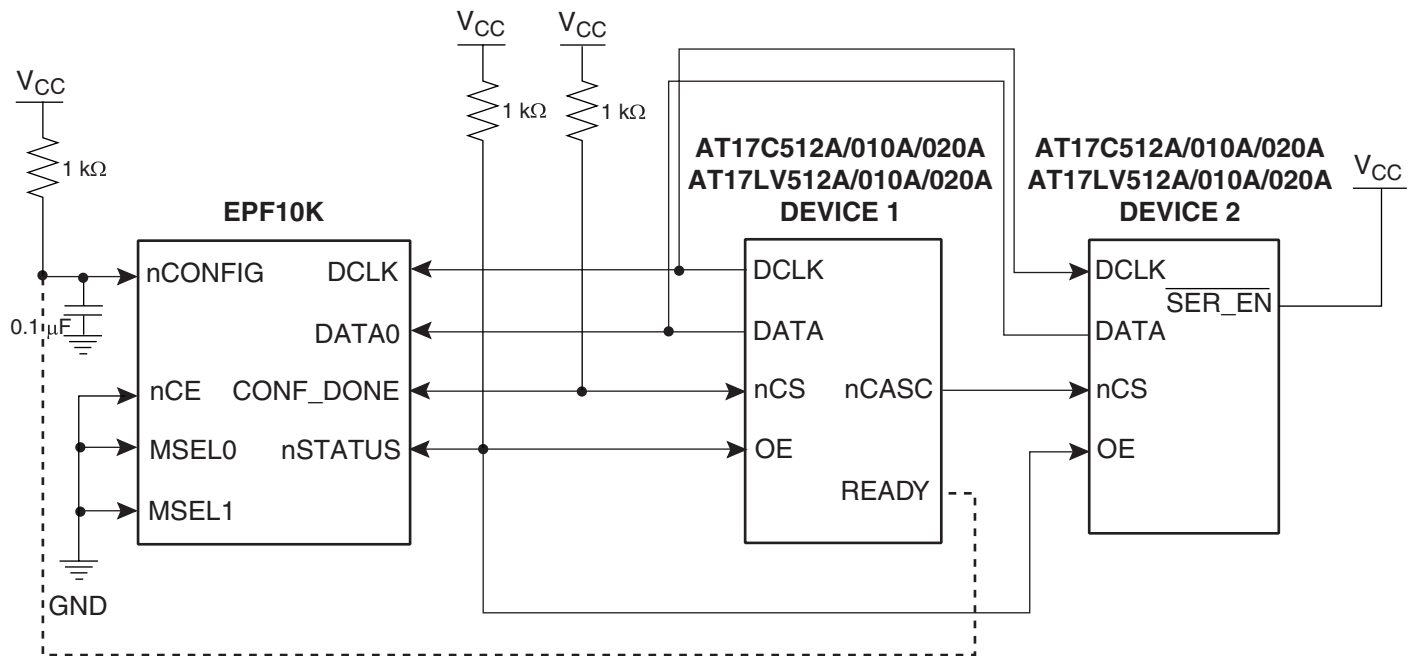 VCC
VCC
VCC
1 kΩ
1 kΩ
1 kΩ
AT17C512A/010A/020A
AT17LV512A/010A/020A
DEVICE 1
AT17C512A/010A/020A
AT17LV512A/010A/020A
DEVICE 2
VCC
EPF10K
nCONFIG
DCLK
DATA0
nCE
CONF_DONE
MSEL0
nSTATUS
MSEL1
0.1 µF
GND
DCLK
DATA
nCS
nCASC
OE
READY
DCLK
SER_EN
DATA
nCS
OE